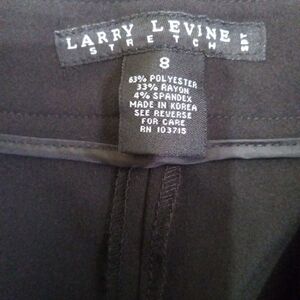 LARRY LEVINE
STRETCH
8
63% POLYESTER
33% RAYON
4% SPANDEX
MADE IN KOREA
SEE REVERSE
FOR CARE
RN 103715